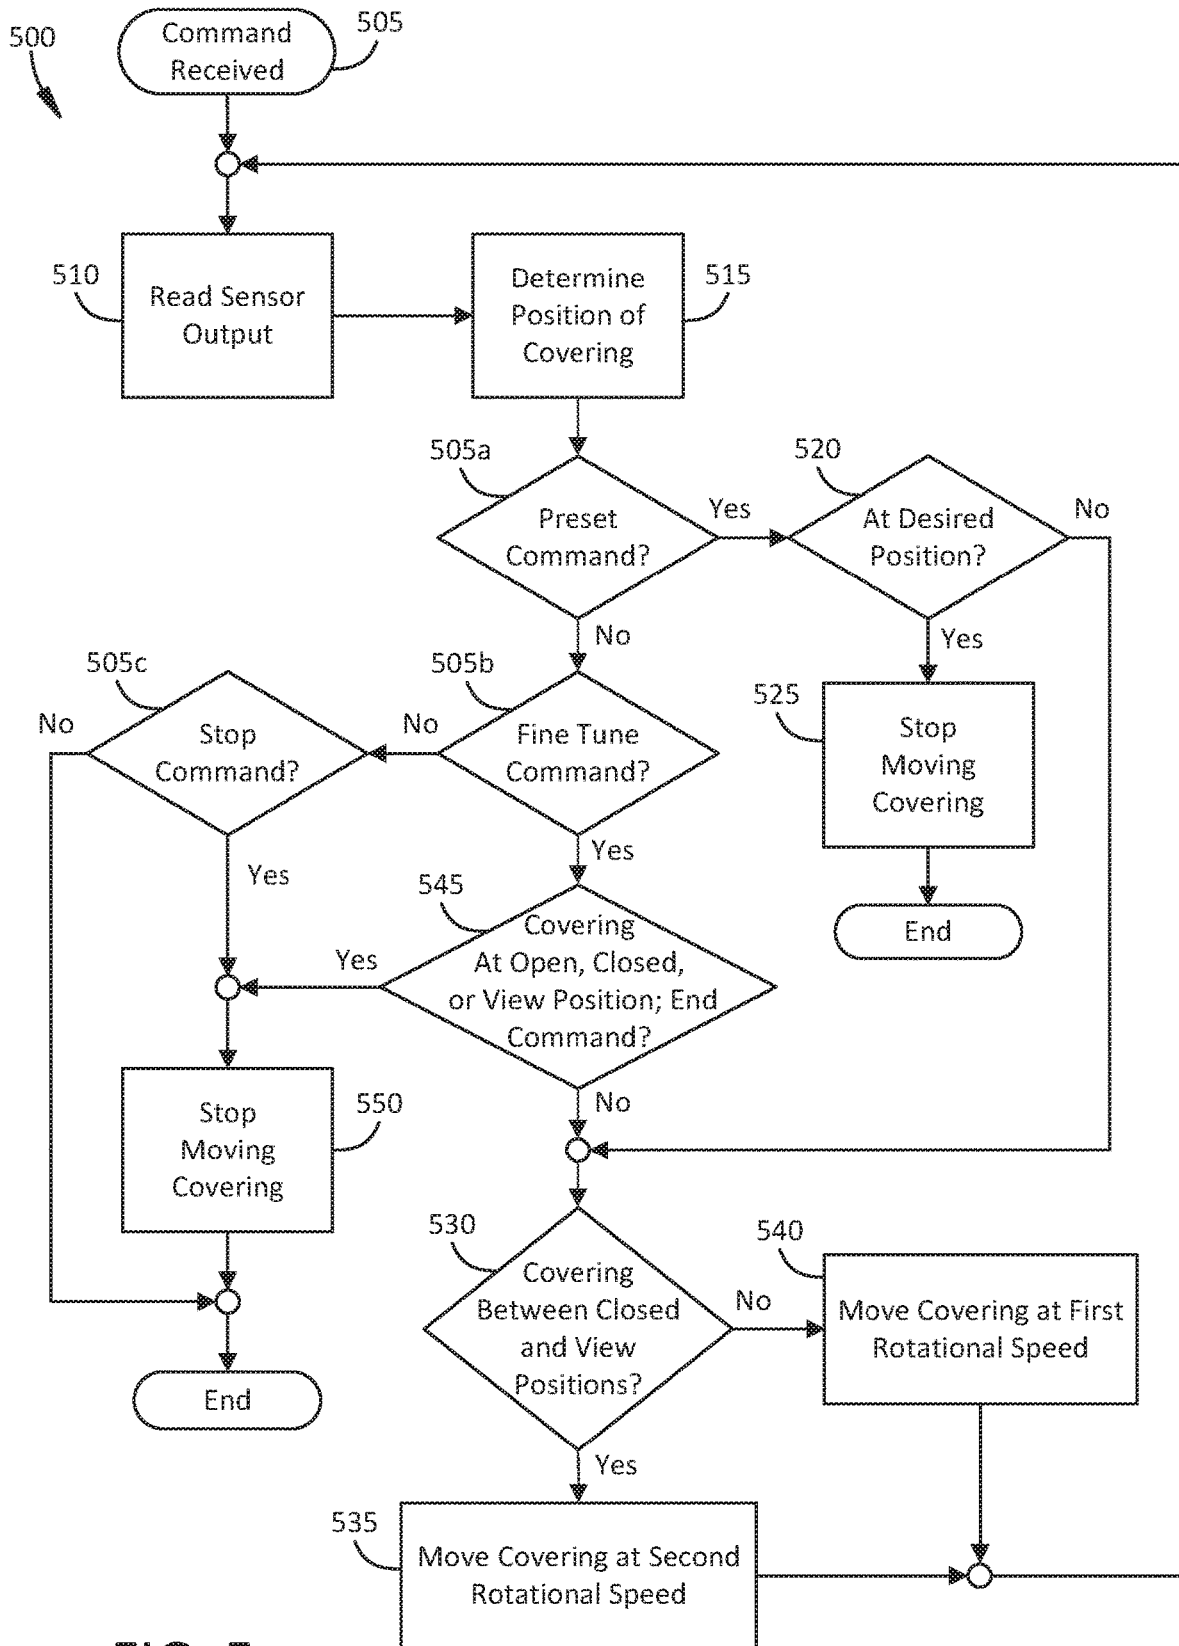 500
Command
Received
505
510
Read Sensor
Output
Determine
Position of
Covering
515
505a
Preset
Command?
Yes
520
At Desired
Position?
No
No
Yes
505c
505b
525
No
Stop
Command?
No
Fine Tune
Command?
Stop
Moving
Covering
Yes
Yes
545
Covering
At Open, Closed,
or View Position; End
Command?
Yes
End
No
Stop
Moving
Covering
550
530
Covering
Between Closed
and View
Positions?
No
540
Move Covering at First
Rotational Speed
End
Yes
535
Move Covering at Second
Rotational Speed